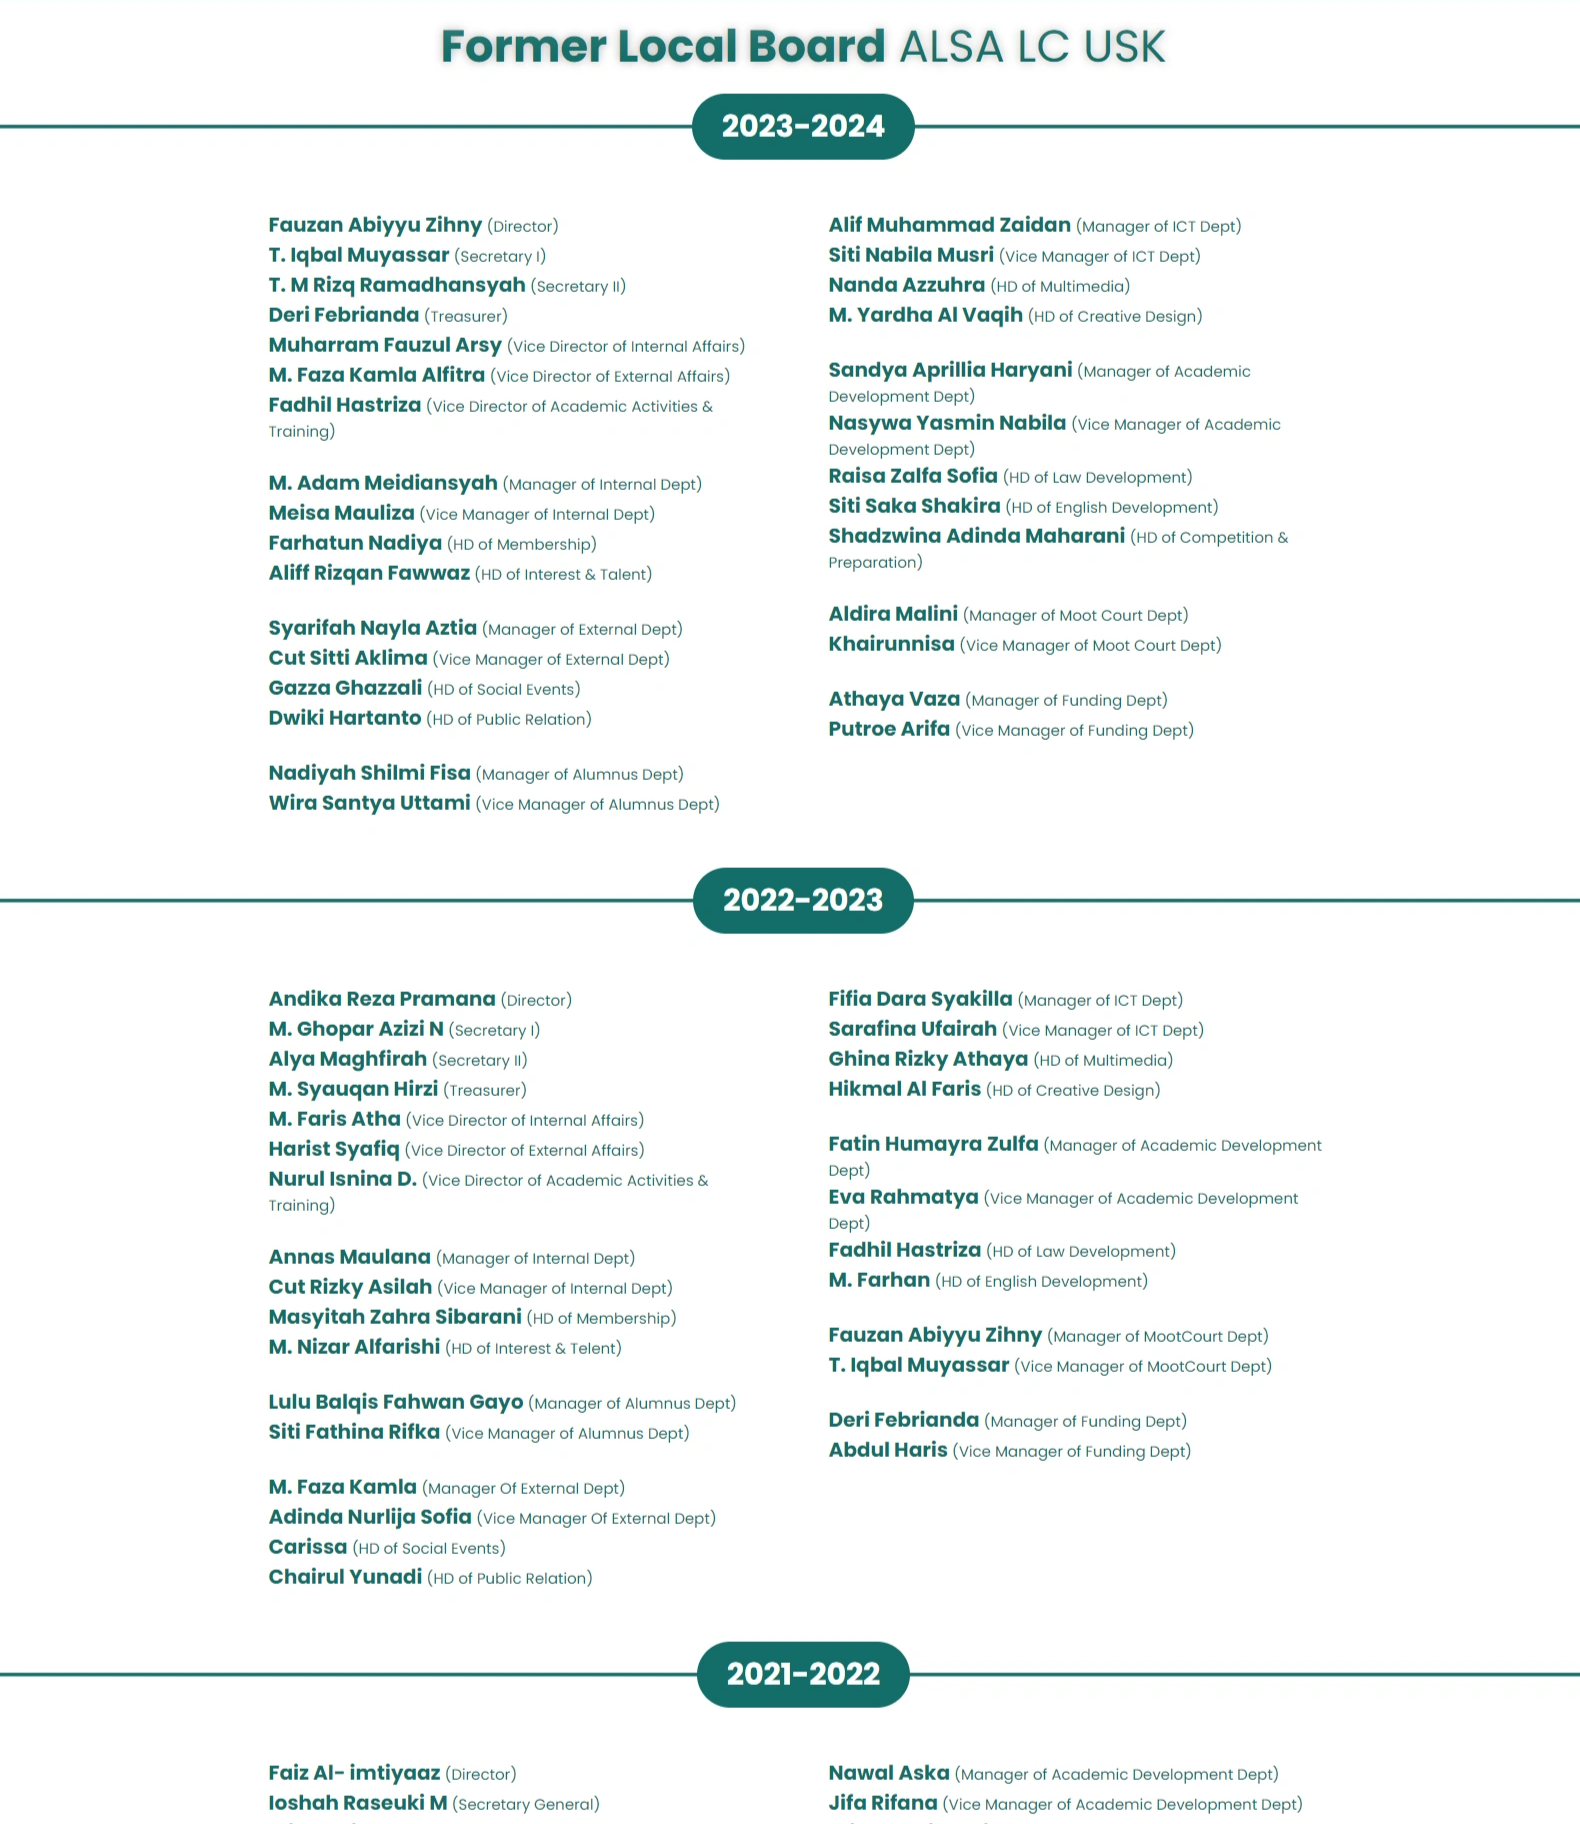 Former Local Board ALSA LC USK
2023-2024
Fauzan Abiyyu Zihny (Director)
T. Iqbal Muyassar (Secretary I)
T. M Rizq Ramadhansyah (Secretary II)
Deri Febrianda (Treasurer)
Muharram Fauzul Arsy (Vice Director of Internal Affairs)
M. Faza Kamla Alfitra (Vice Director of External Affairs)
Fadhil Hastriza (Vice Director of Academic Activities &
Training)
M. Adam Meidiansyah (Manager of Internal Dept)
Meisa Mauliza (Vice Manager of Internal Dept)
Farhatun Nadiya (HD of Membership)
Aliff Rizqan Fawwaz (HD of Interest & Talent)
Syarifah Nayla Aztia (Manager of External Dept)
Cut Sitti Aklima (Vice Manager of External Dept)
Gazza Ghazzali (HD of Social Events)
Dwiki Hartanto (HD of Public Relation)
Nadiyah Shilmi Fisa (Manager of Alumnus Dept)
Wira Santya Uttami (Vice Manager of Alumnus Dept)
Alif Muhammad Zaidan (Manager of ICT Dept)
Siti Nabila Musri (Vice Manager of ICT Dept)
Nanda Azzuhra (HD of Multimedia)
M. Yardha Al Vaqih (HD of Creative Design)
Sandya Aprillia Haryani (Manager of Academic
Development Dept)
Nasywa Yasmin Nabila (Vice Manager of Academic
Development Dept)
Raisa Zalfa Sofia (HD of Law Development)
Siti Saka Shakira (HD of English Development)
Shadzwina Adinda Maharani (HD of Competition &
Preparation)
Aldira Malini (Manager of Moot Court Dept)
Khairunnisa (Vice Manager of Moot Court Dept)
Athaya Vaza (Manager of Funding Dept)
Putroe Arifa (Vice Manager of Funding Dept)
2022-2023
Andika Reza Pramana (Director)
M. Ghopar Azizi N (Secretary I)
Alya Maghfirah (Secretary II)
M. Syauqan Hirzi (Treasurer)
M. Faris Atha (Vice Director of Internal Affairs)
Harist Syafiq (Vice Director of External Affairs)
Nurul Isnina D. (Vice Director of Academic Activities &
Training)
Annas Maulana (Manager of Internal Dept)
Cut Rizky Asilah (Vice Manager of Internal Dept)
Masyitah Zahra Sibarani (HD of Membership)
M. Nizar Alfarishi (HD of Interest & Telent)
Lulu Balqis Fahwan Gayo (Manager of Alumnus Dept)
Siti Fathina Rifka (Vice Manager of Alumnus Dept)
M. Faza Kamla (Manager Of External Dept)
Adinda Nurlija Sofia (Vice Manager Of External Dept)
Carissa (HD of Social Events)
Chairul Yunadi (HD of Public Relation)
Fifia Dara Syakilla (Manager of ICT Dept)
Sarafina Ufairah (Vice Manager of ICT Dept)
Ghina Rizky Athaya (HD of Multimedia)
Hikmal Al Faris (HD of Creative Design)
Fatin Humayra Zulfa (Manager of Academic Development
Dept)
Eva Rahmatya (Vice Manager of Academic Development
Dept)
Fadhil Hastriza (HD of Law Development)
M. Farhan (HD of English Development)
Fauzan Abiyyu Zihny (Manager of MootCourt Dept)
T. Iqbal Muyassar (Vice Manager of MootCourt Dept)
Deri Febrianda (Manager of Funding Dept)
Abdul Haris (Vice Manager of Funding Dept)
2021-2022
Faiz Al- imtiyaaz (Director)
Ioshah Raseuki M (Secretary General)
Nawal Aska (Manager of Academic Development Dept)
Jifa Rifana (Vice Manager of Academic Development Dept)